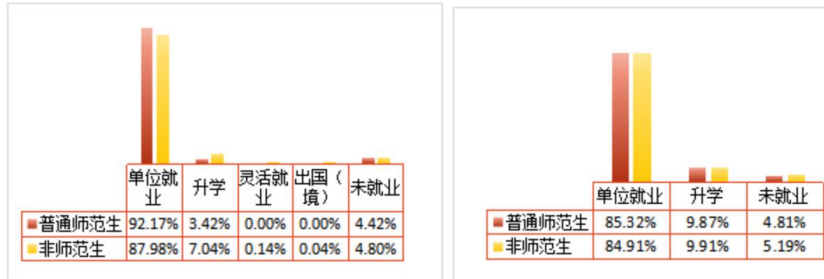 单位就业 升学 灵活就业 出国（境） 未就业
普通师范生 92.17% 3.42% 0.00% 0.00% 4.42%
非师范生 87.98% 7.04% 0.14% 0.04% 4.80%
单位就业 升学 未就业
普通师范生 85.32% 9.87% 4.81%
非师范生 84.91% 9.91% 5.19%